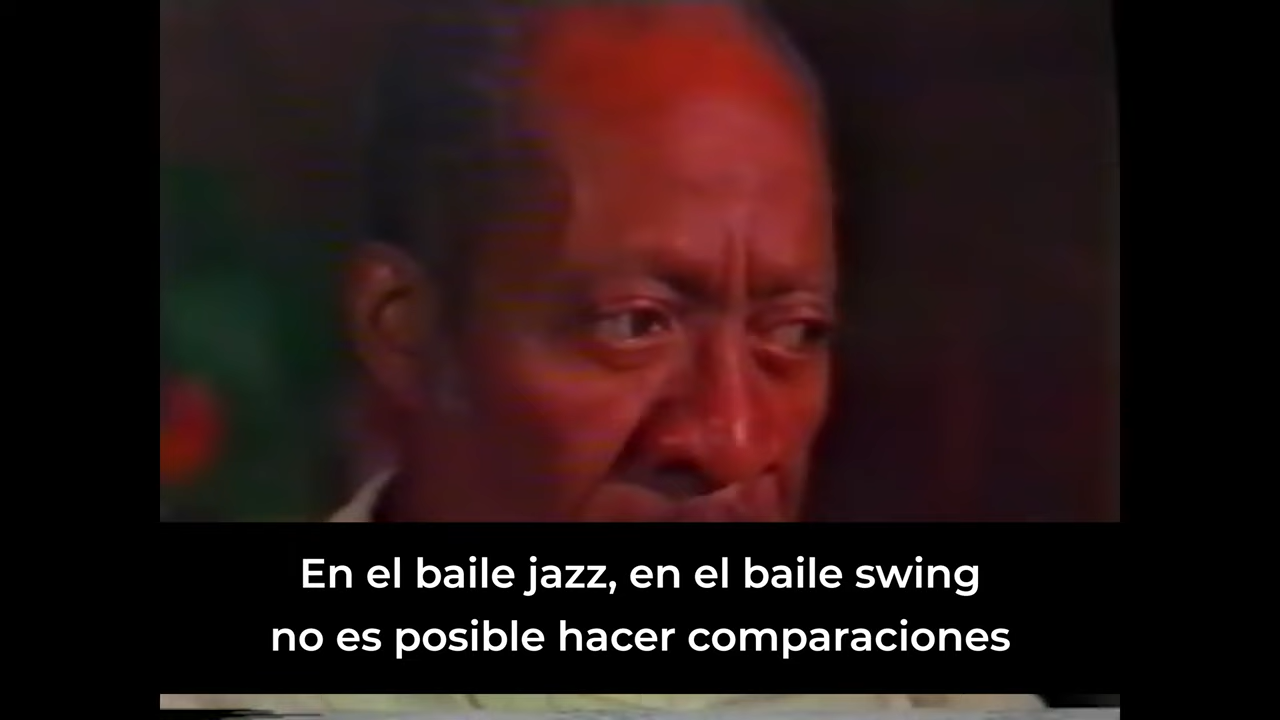 En el baile jazz, en el baile swing
no es posible hacer comparaciones